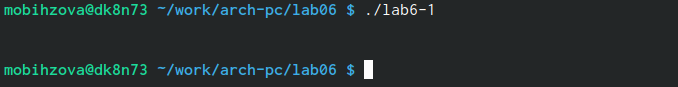 mobihzova@dk8n73 ~/work/arch-pc/lab06 $ ./lab6-1
mobihzova@dk8n73 ~/work/arch-pc/lab06 $